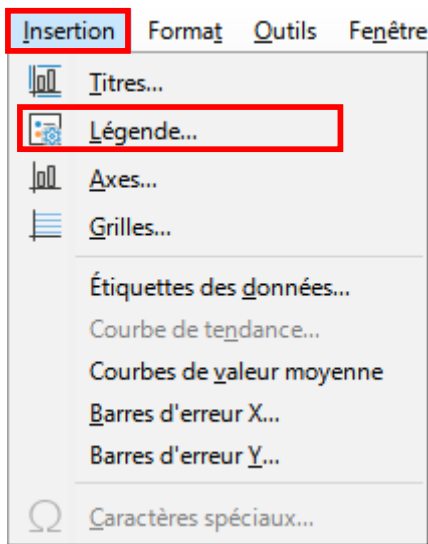 Insertion Format Outils Fenêtre
Titres...
Légende...
Axes...
Grilles...
Étiquettes des données...
Courbe de tendance...
Courbes de valeur moyenne
Barres d'erreur X...
Barres d'erreur Y...
Caractères spéciaux...